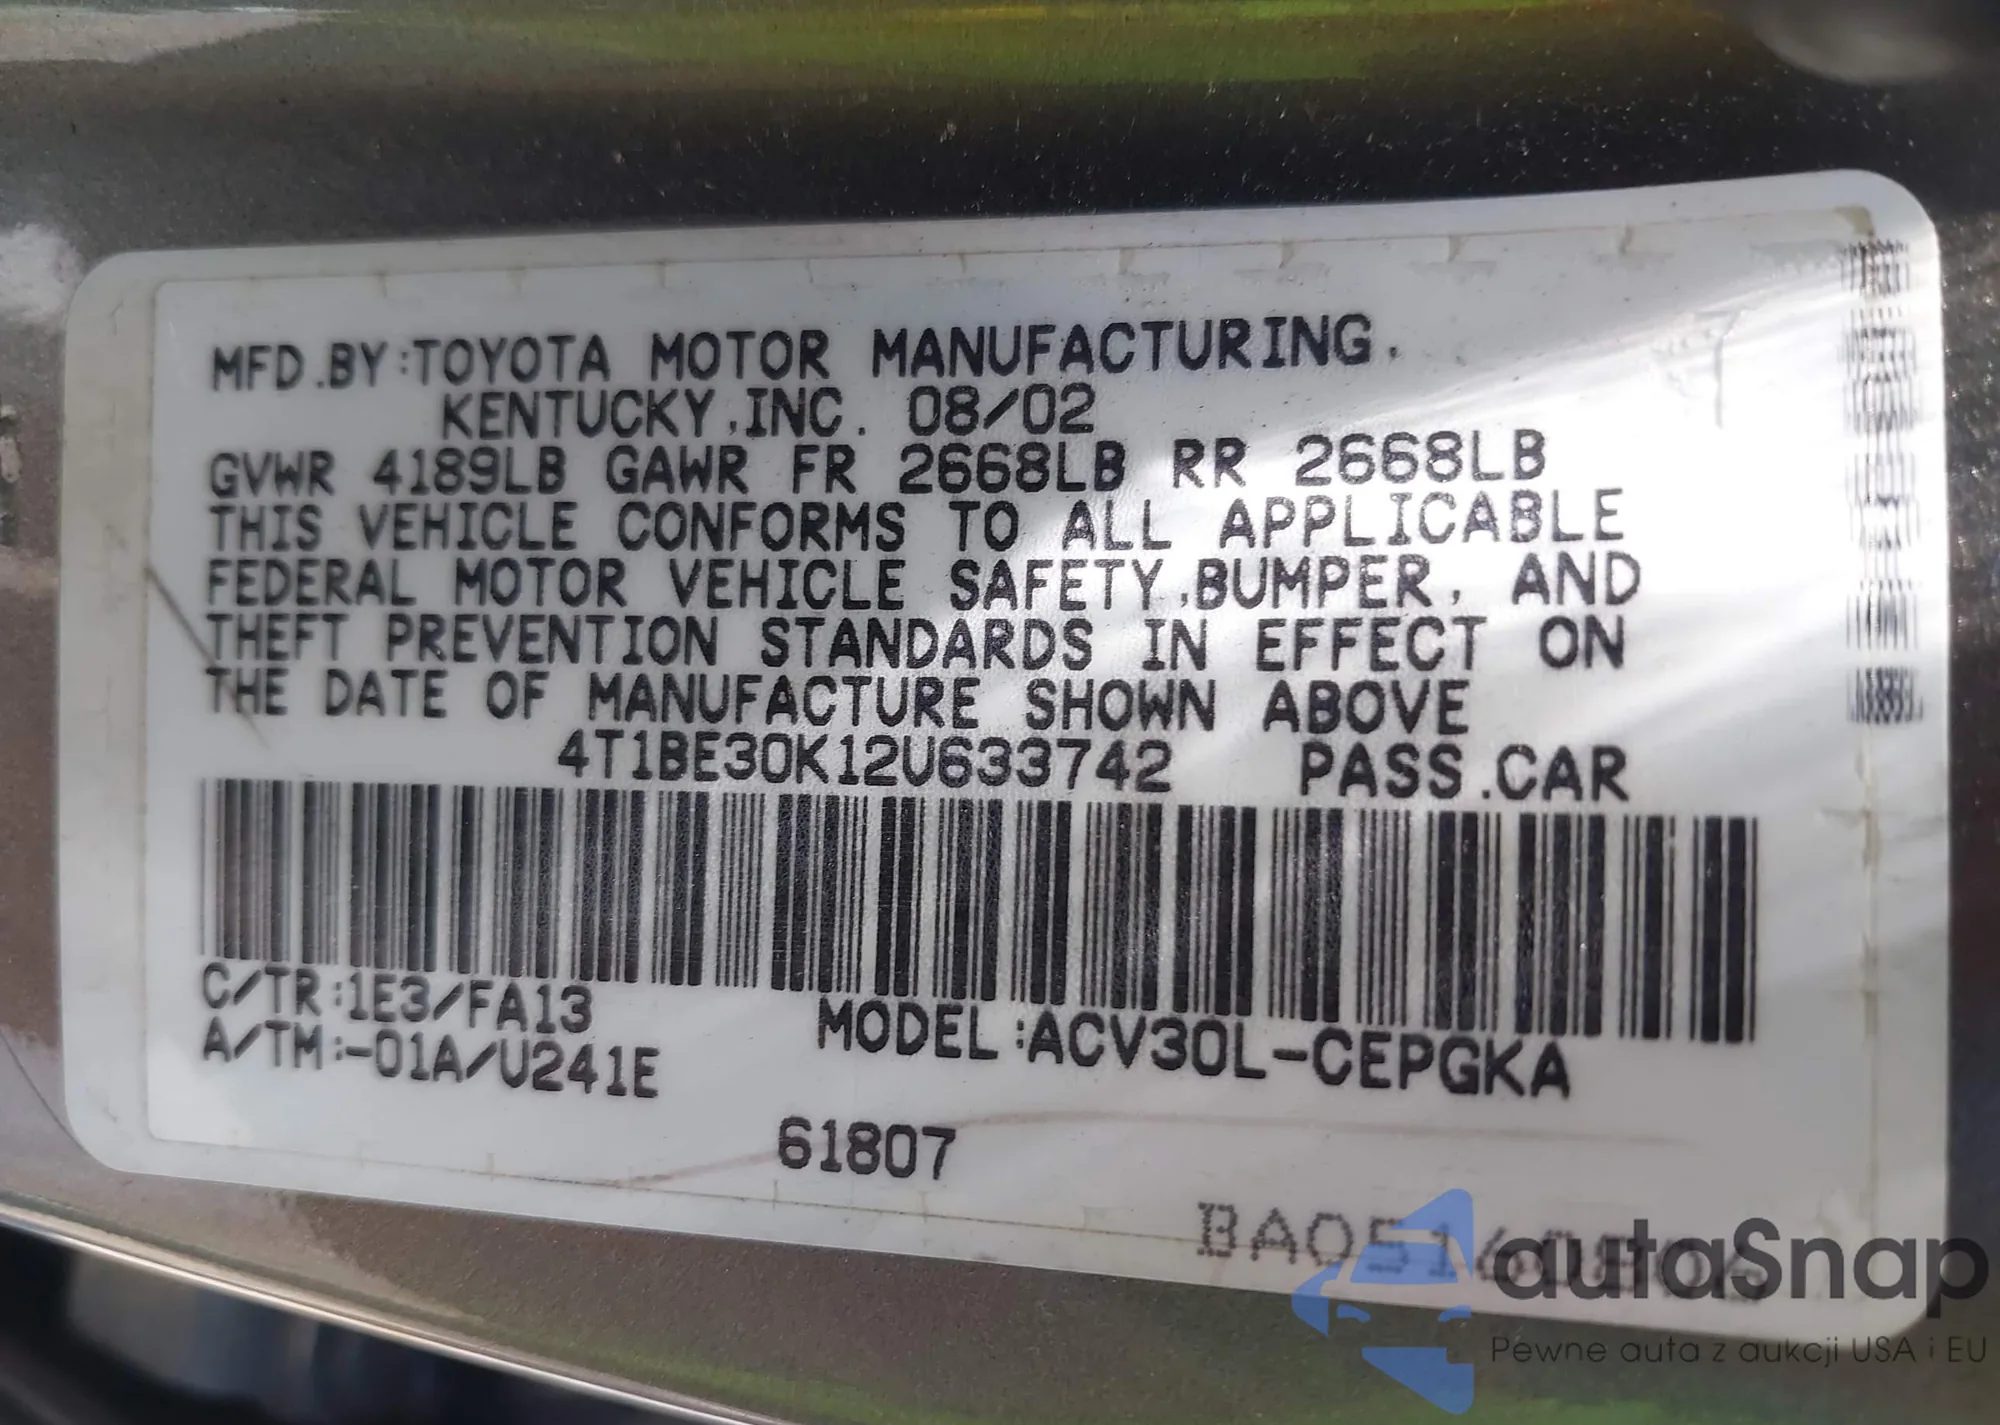 MFD.BY:TOYOTA MOTOR MANUFACTURING.
KENTUCKY,INC. 08/02
GVWR 4189LB GAWR FR 2668LB RR 2668LB
THIS VEHICLE CONFORMS TO ALL APPLICABLE
FEDERAL MOTOR VEHICLE SAFETY,BUMPER, AND
THEFT PREVENTION STANDARDS IN EFFECT ON
THE DATE OF MANUFACTURE SHOWN ABOVE
4T1BE30K12U633742 PASS.CAR
C/TR:1E3/FA13
A/TM:-01A/U241E
MODEL:ACV30L-CEPGKA
61807
autoSnap
Pewne auta z aukcji USA i EU